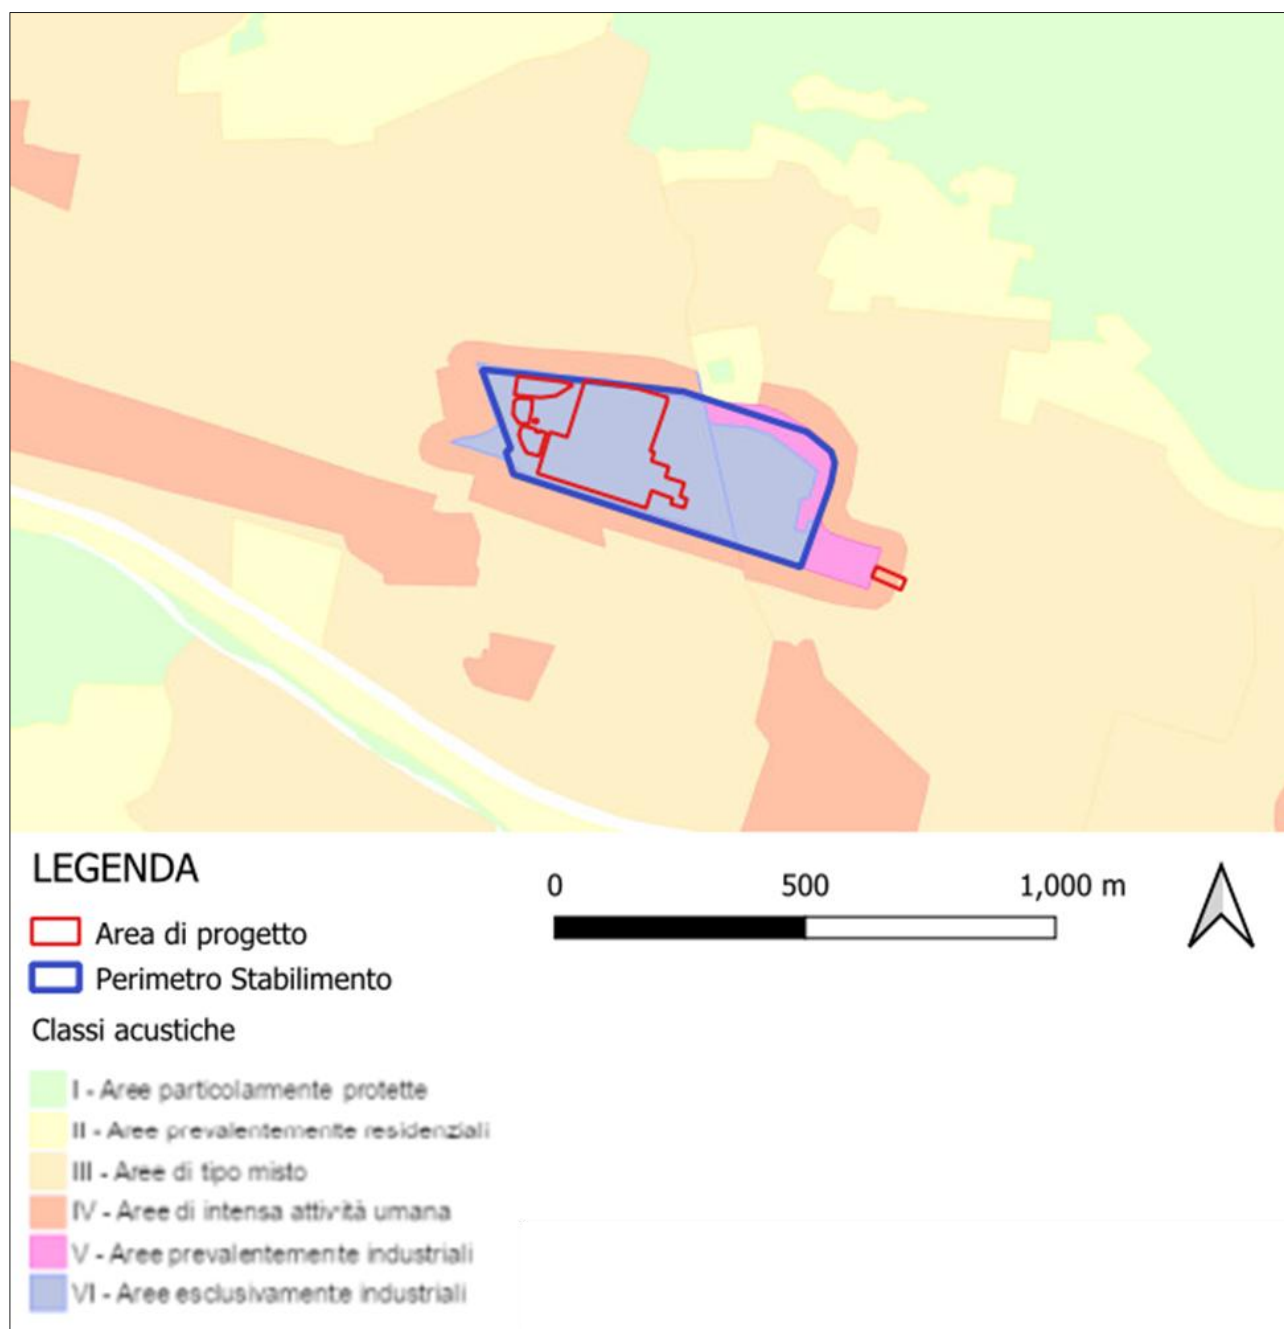 LEGENDA
0 500 1,000 m
Area di progetto
Perimetro Stabilimento
Classi acustiche
I - Aree particolarmente protette
II - Aree prevalentemente residenziali
III - Aree di tipo misto
IV - Aree di intensa attività umana
V - Aree prevalentemente industriali
VI - Aree esclusivamente industriali